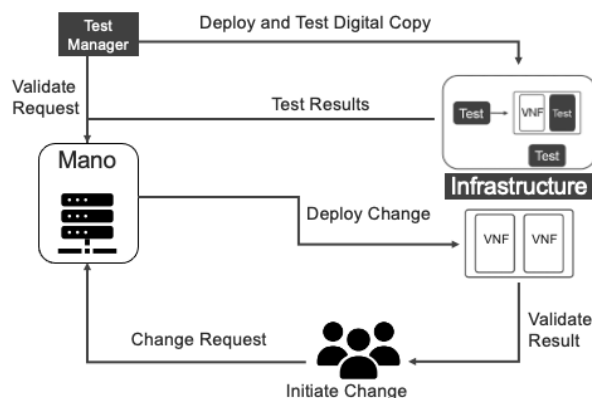 Test
Manager
Deploy and Test Digital Copy
Validate
Request
Test Results
Test
VNF
Test
Test
Mano
Infrastructure
Deploy Change
VNF
VNF
Change Request
Validate
Result
Initiate Change